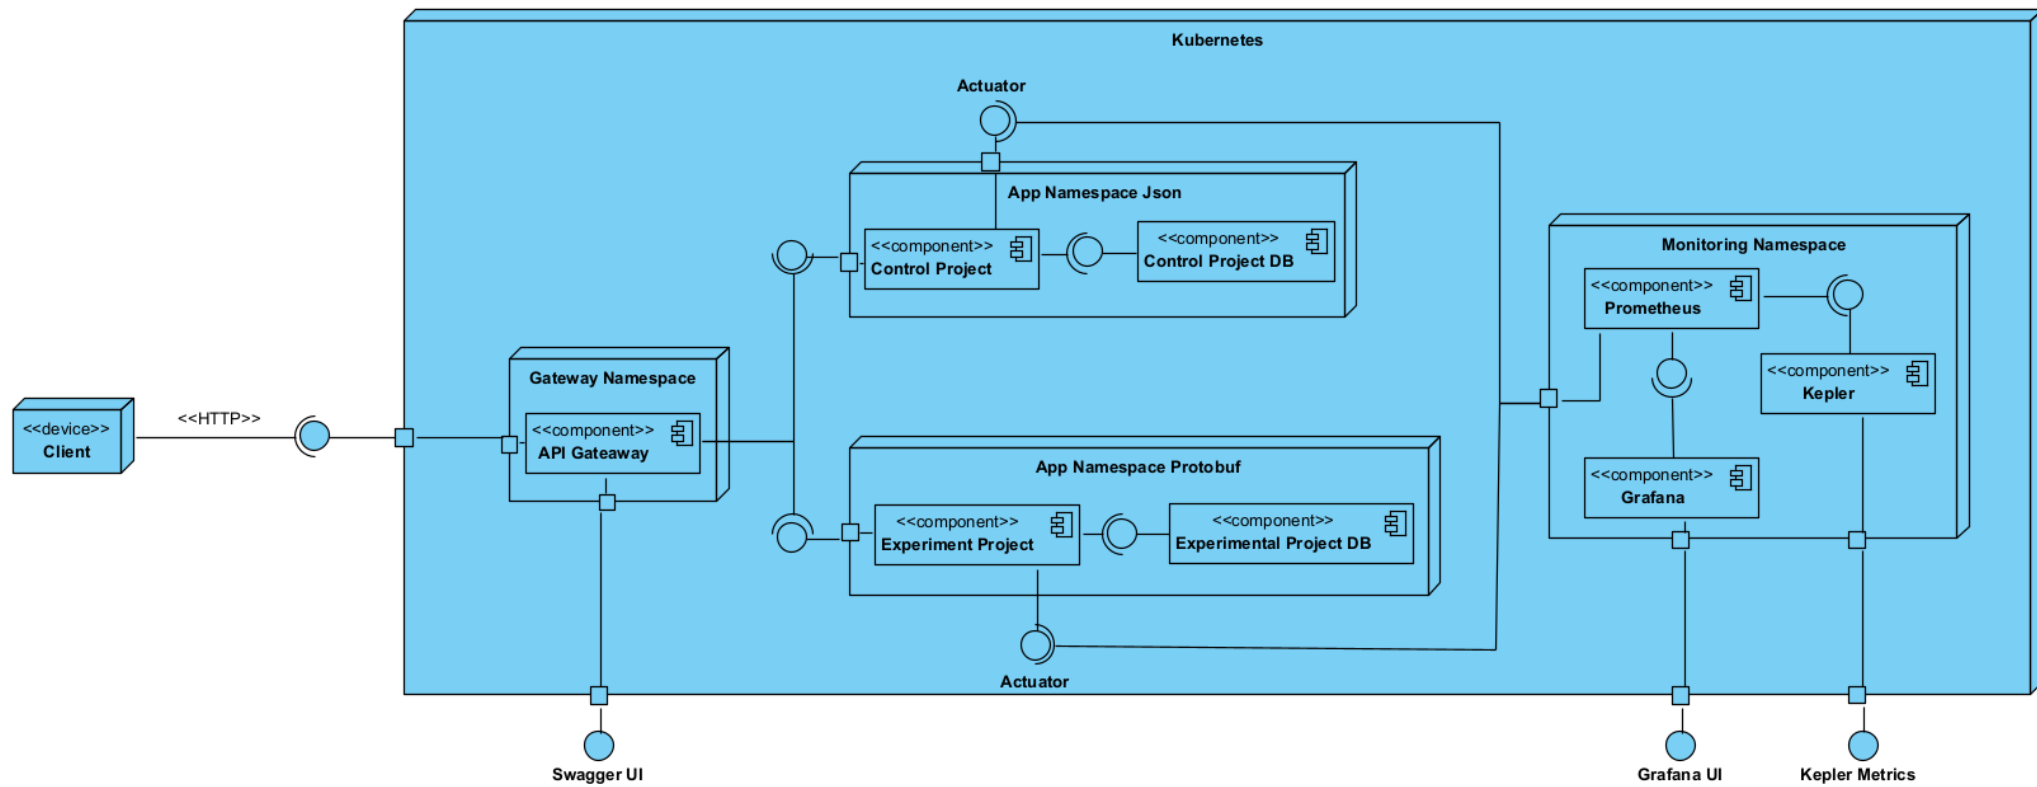 Kubernetes
Actuator
App Namespace Json
<<component>>
Control Project
<<component>>
Control Project DB
Monitoring Namespace
<<component>>
Prometheus
<<component>>
Kepler
<<component>>
Grafana
Gateway Namespace
<<component>>
API Gateaway
<<HTTP>>
<<device>>
Client
App Namespace Protobuf
<<component>>
Experiment Project
<<component>>
Experimental Project DB
Actuator
Swagger UI
Grafana UI
Kepler Metrics